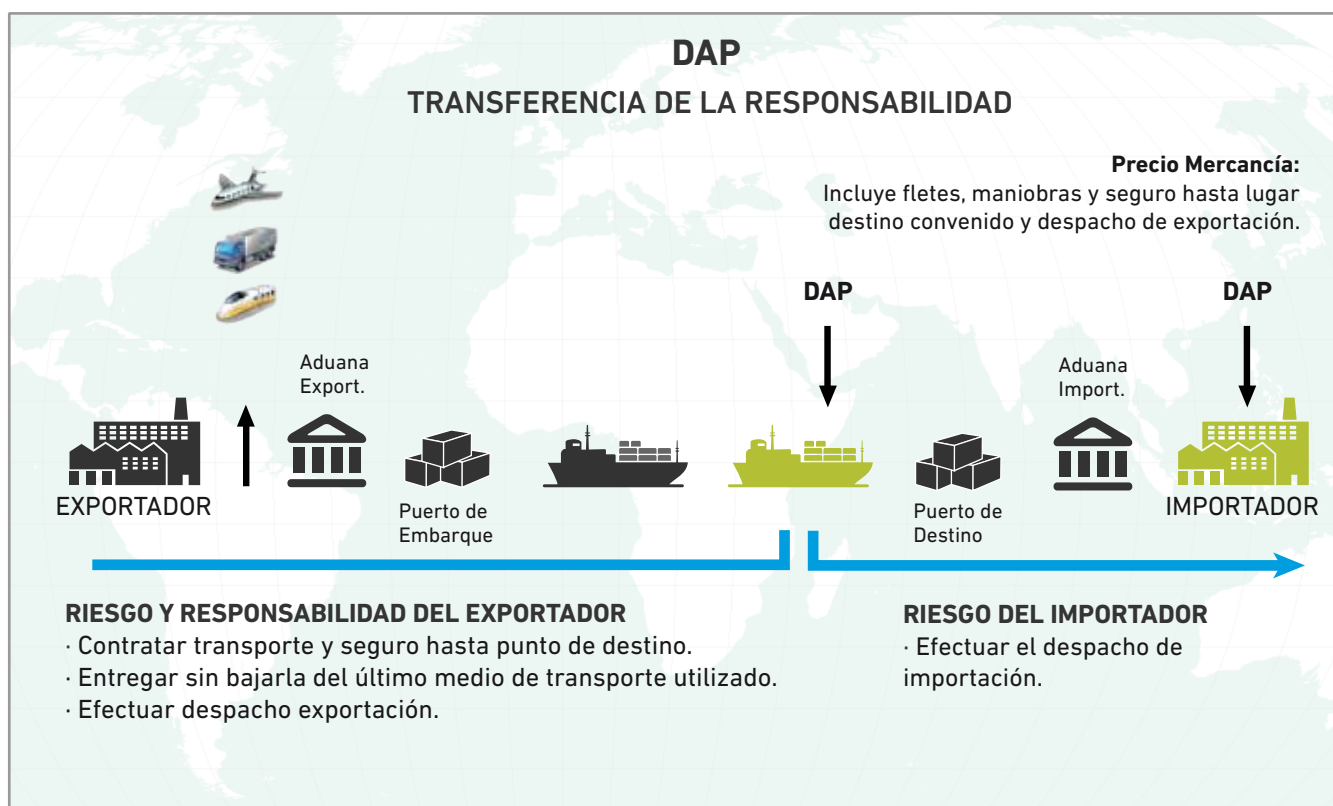 DAP
TRANSFERENCIA DE LA RESPONSABILIDAD
Precio Mercancía:
Incluye fletes, maniobras y seguro hasta lugar
destino convenido y despacho de exportación.
DAP
DAP
Aduana
Export.
Aduana
Import.
EXPORTADOR
Puerto de
Embarque
Puerto de
Destino
IMPORTADOR
RIESGO Y RESPONSABILIDAD DEL EXPORTADOR
· Contratar transporte y seguro hasta punto de destino.
· Entregar sin bajarla del último medio de transporte utilizado.
· Efectuar despacho exportación.
RIESGO DEL IMPORTADOR
· Efectuar el despacho de
importación.